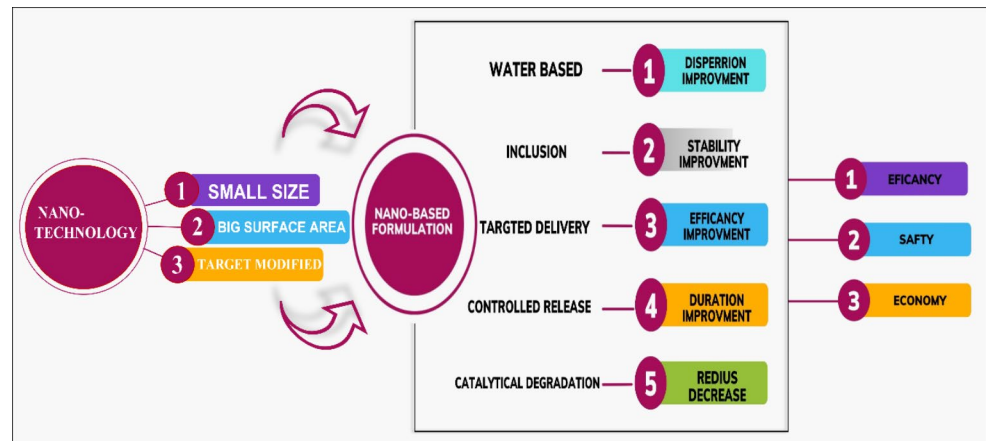 NANO-
TECHNOLOGY
1 SMALL SIZE
2 BIG SURFACE AREA
3 TARGET MODIFIED
NANO-BASED
FORMULATION
WATER BASED
1 DISPERRION
IMPROVMENT
INCLUSION
2 STABILITY
IMPROVMENT
TARGTED DELIVERY
3 EFFICANCY
IMPROVMENT
CONTROLLED RELEASE
4 DURATION
IMPROVMENT
CATALYTICAL DEGRADATION
5 REDIUS
DECREASE
1 EFICANCY
2 SAFTY
3 ECONOMY